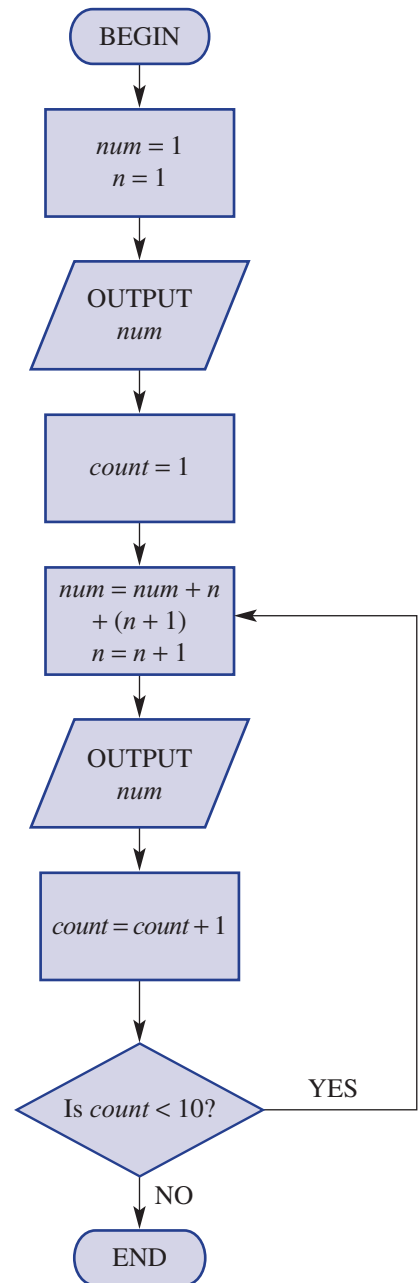 BEGIN
num = 1
n = 1
OUTPUT
num
count = 1
num = num + n
+ (n + 1)
n = n + 1
OUTPUT
num
count = count + 1
Is count < 10?
YES
NO
END